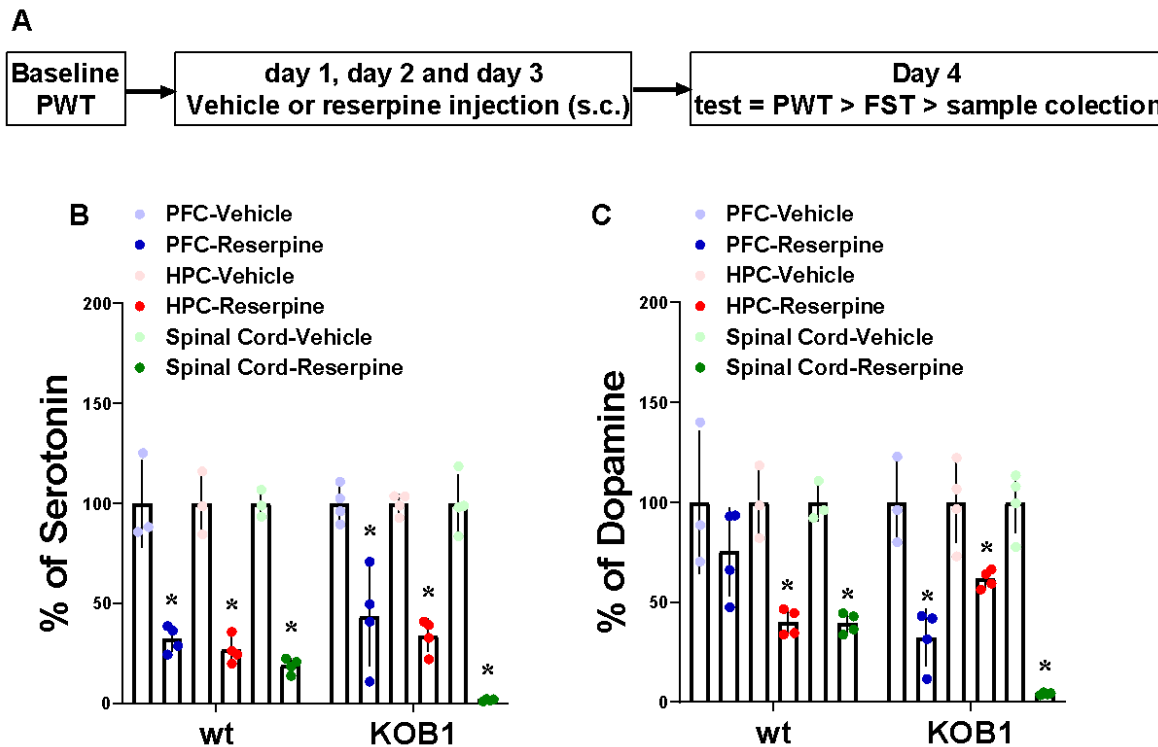 A
Baseline
PWT
day 1, day 2 and day 3
Vehicle or reserpine injection (s.c.)
Day 4
test = PWT > FST > sample colection
B
PFC-Vehicle
PFC-Reserpine
HPC-Vehicle
HPC-Reserpine
Spinal Cord-Vehicle
Spinal Cord-Reserpine
% of Serotonin
200
150
100
50
0
* * * * * *
wt
KOB1
C
PFC-Vehicle
PFC-Reserpine
HPC-Vehicle
HPC-Reserpine
Spinal Cord-Vehicle
Spinal Cord-Reserpine
% of Dopamine
200
150
100
50
0
* * * * *
wt
KOB1